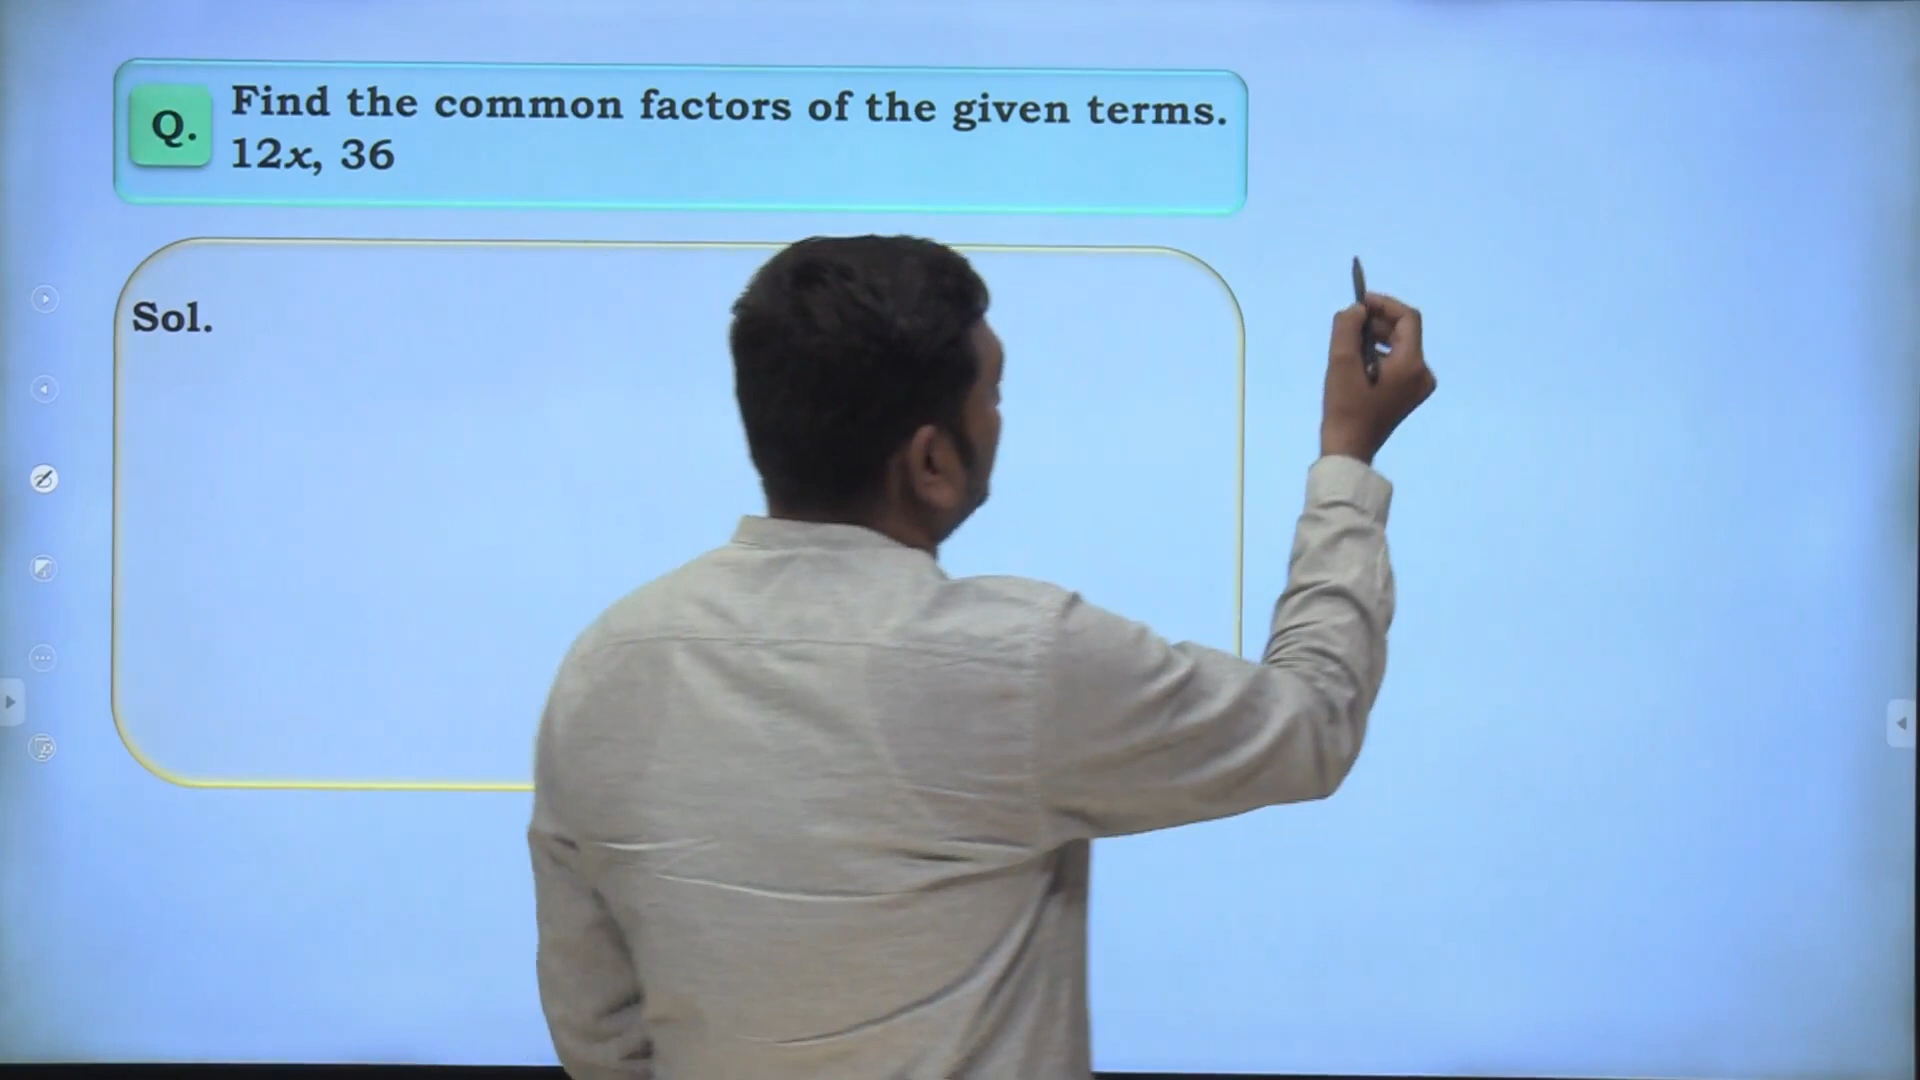 Q. Find the common factors of the given terms.
12x, 36
Sol.